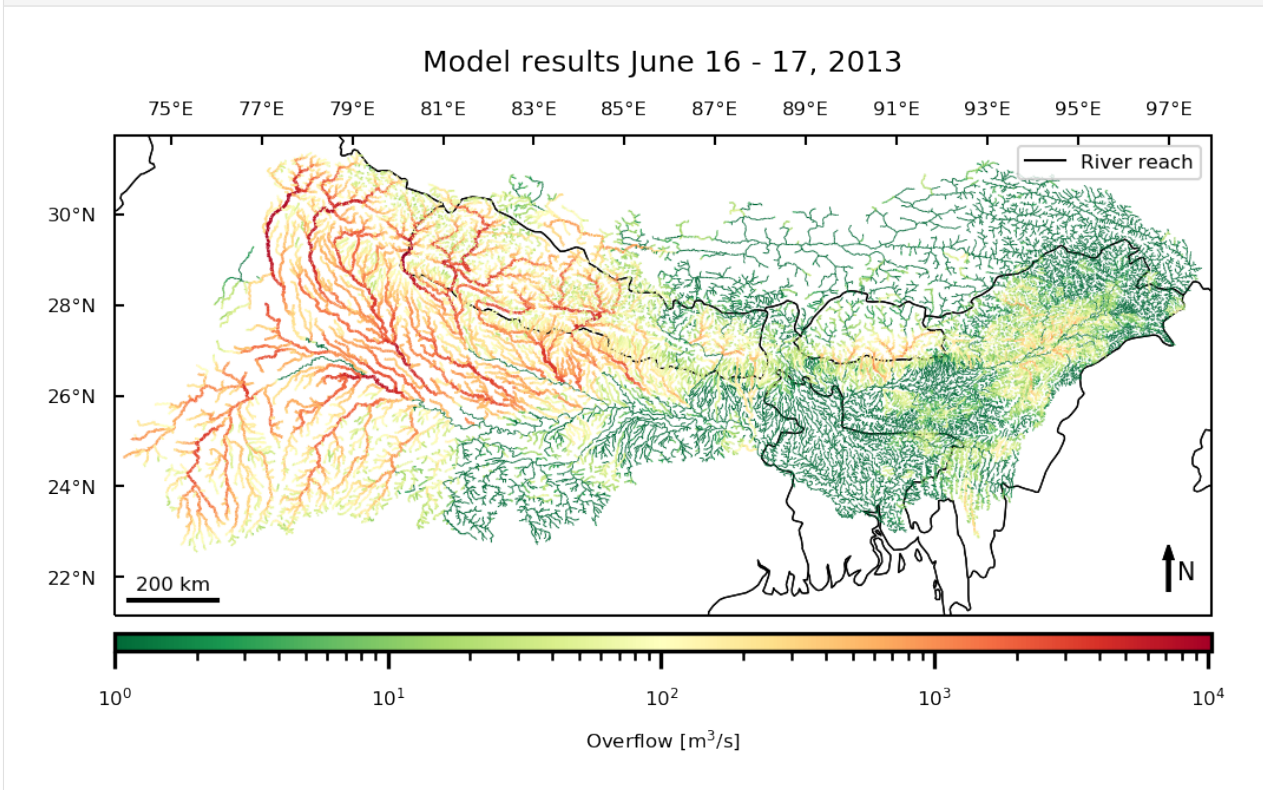 Model results June 16 - 17, 2013
75°E 77°E 79°E 81°E 83°E 85°E 87°E 89°E 91°E 93°E 95°E 97°E
River reach
30°N
28°N
26°N
24°N
22°N
200 km
N
10⁰ 10¹ 10² 10³ 10⁴
Overflow [m³/s]